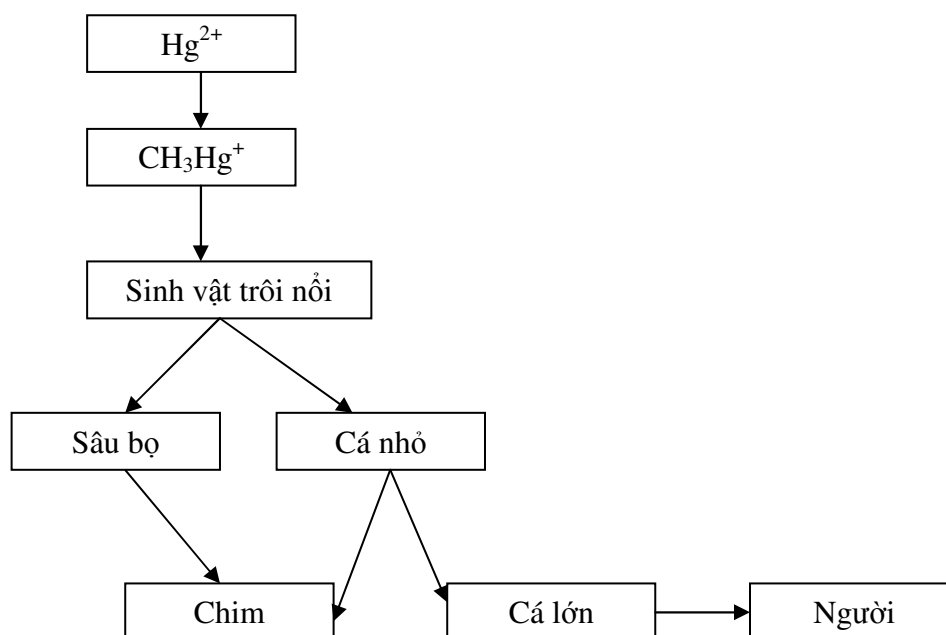 Hg²⁺
CH₃Hg⁺
Sinh vật trôi nổi
Sâu bọ
Cá nhỏ
Chim
Cá lớn
Người